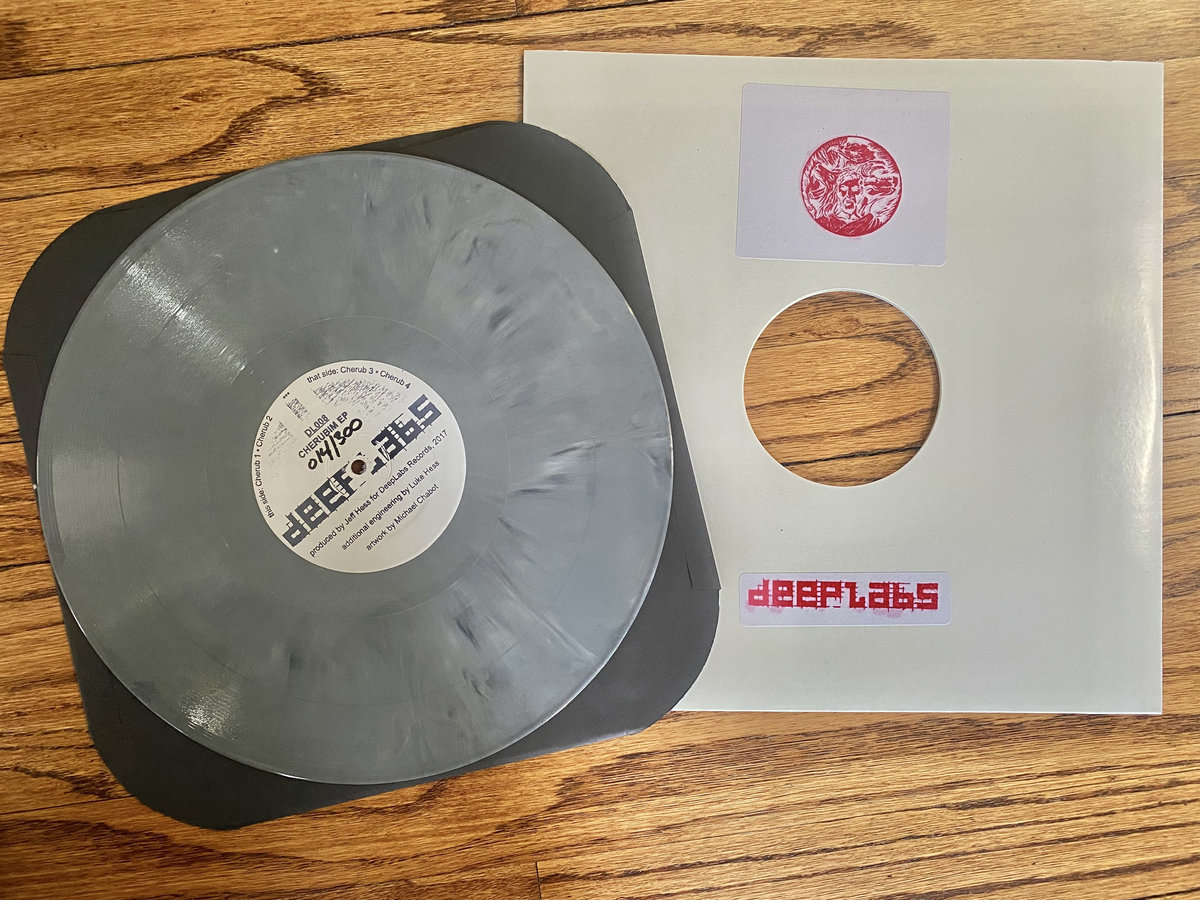 this side: Cherub 1 • Cherub 2
that side: Cherub 3 • Cherub 4
DL008
CHERUBIM EP
014/300
deepLabs
produced by Jeff Hess for DeepLabs Records, 2017
additional engineering by Luke Hess
artwork by Michael Chabot
deepLabs